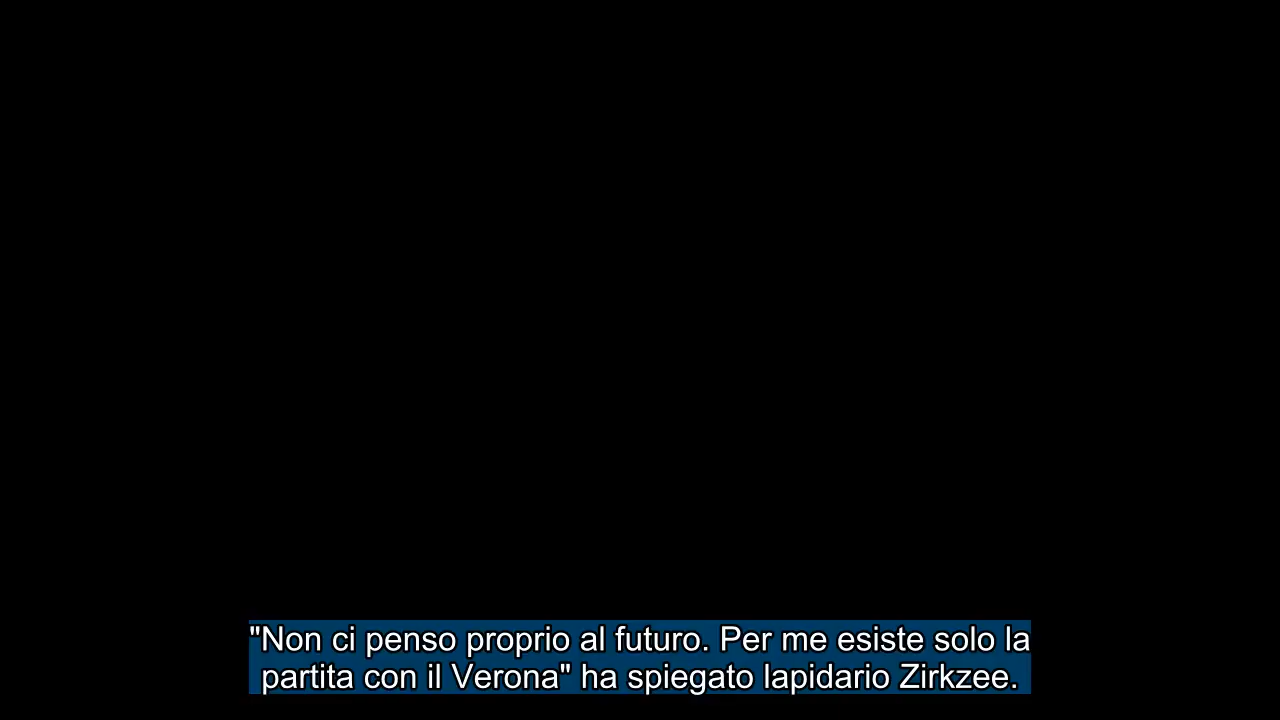 "Non ci penso proprio al futuro. Per me esiste solo la
partita con il Verona" ha spiegato lapidario Zirkzee.